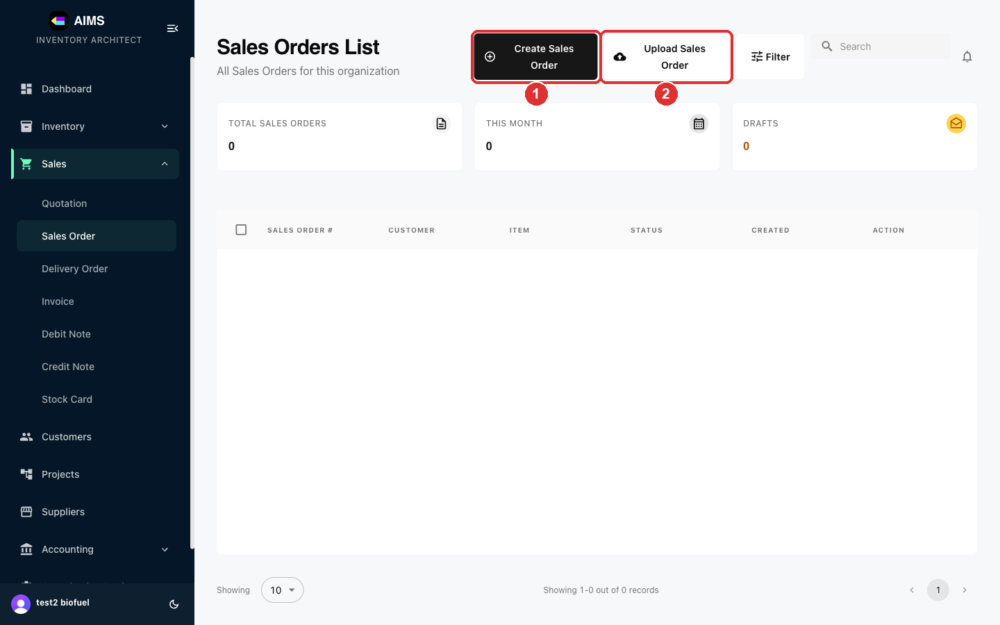 AIMS
INVENTORY ARCHITECT
Dashboard
Inventory
Sales
Quotation
Sales Order
Delivery Order
Invoice
Debit Note
Credit Note
Stock Card
Customers
Projects
Suppliers
Accounting
test2 biofuel
Sales Orders List
All Sales Orders for this organization
Create Sales
Order
Upload Sales
Order
Filter
Search
1
2
TOTAL SALES ORDERS
0
THIS MONTH
0
DRAFTS
0
SALES ORDER # CUSTOMER ITEM STATUS CREATED ACTION
Showing 10 Showing 1-0 out of 0 records 1